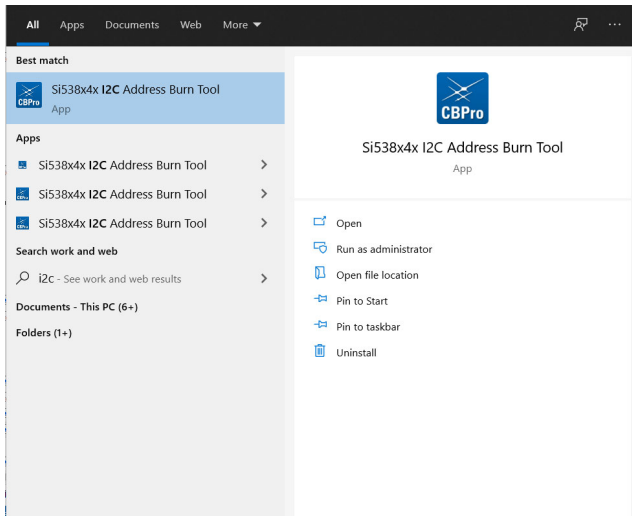 All Apps Documents Web More
Best match
Si538x4x I2C Address Burn Tool
App
CBPro
Apps
Si538x4x I2C Address Burn Tool
Si538x4x I2C Address Burn Tool
Si538x4x I2C Address Burn Tool
Search work and web
i2c - See work and web results
Documents - This PC (6+)
Folders (1+)
CBPro
Si538x4x I2C Address Burn Tool
App
Open
Run as administrator
Open file location
Pin to Start
Pin to taskbar
Uninstall